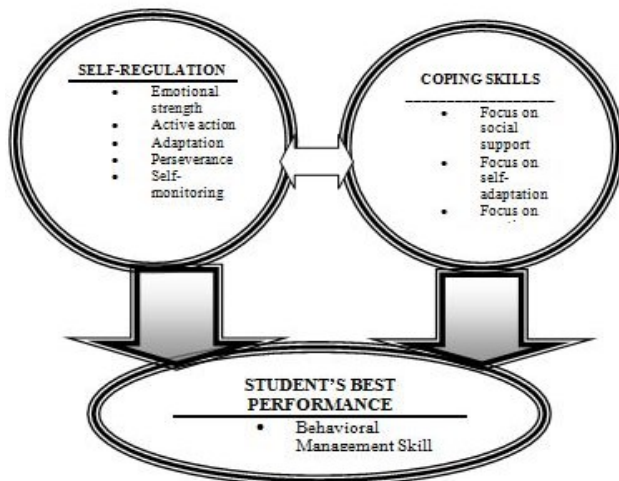 SELF-REGULATION
• Emotional
strength
• Active action
• Adaptation
• Perseverance
• Self-
monitoring
COPING SKILLS
• Focus on
social
support
• Focus on
self-
adaptation
• Focus on
STUDENT’S BEST
PERFORMANCE
• Behavioral
Management Skill